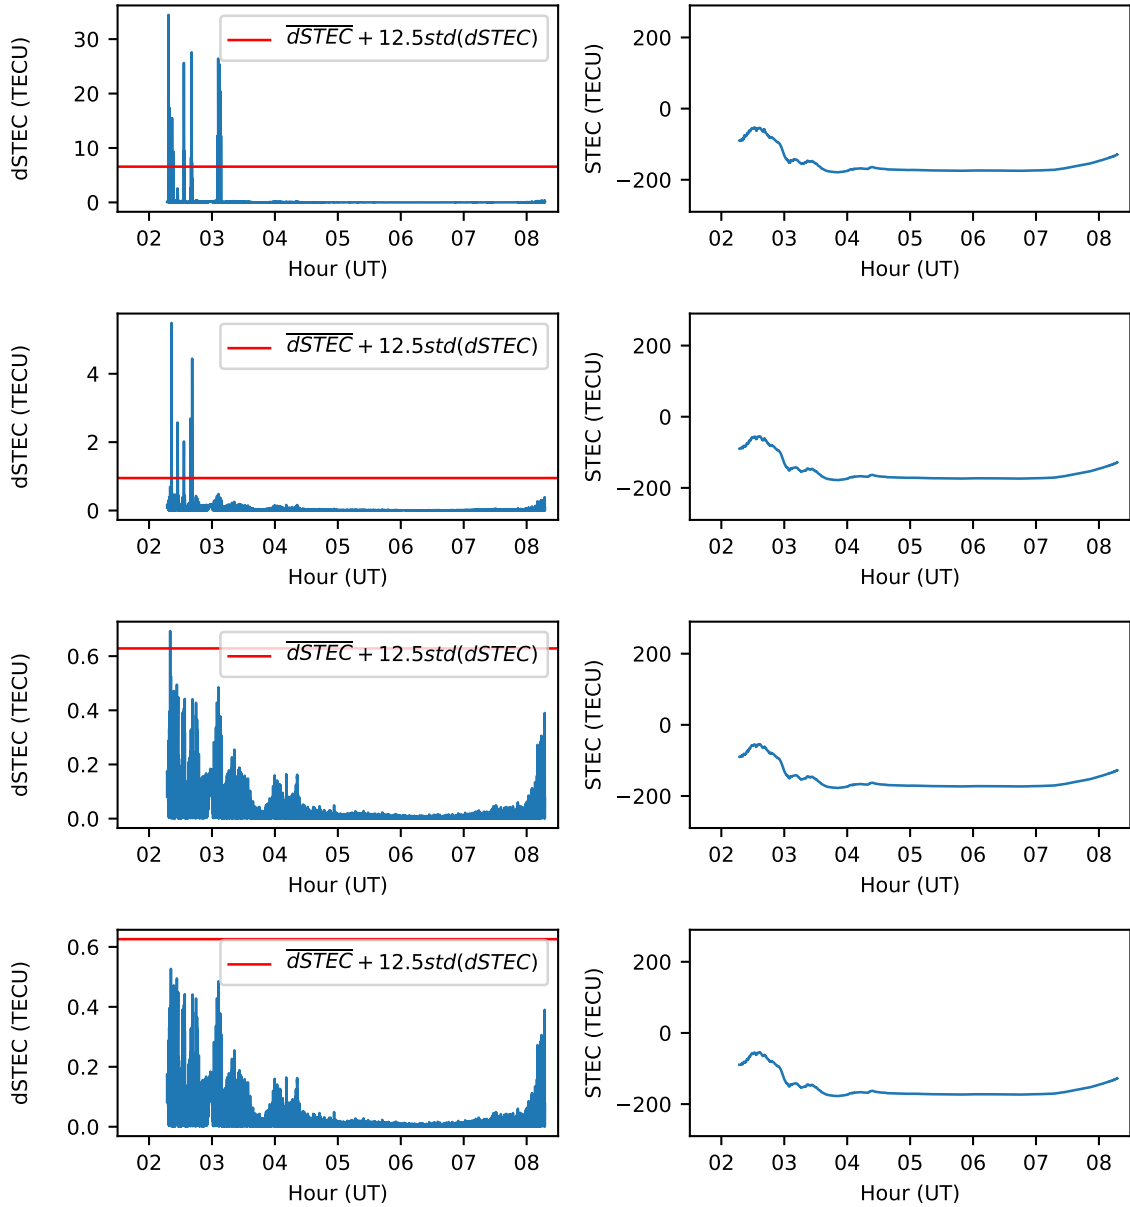 dSTEC (TECU)
30
20
10
0
02 03 04 05 06 07 08
Hour (UT)
$\overline{dSTEC} + 12.5std(dSTEC)$
STEC (TECU)
200
0
−200
02 03 04 05 06 07 08
Hour (UT)
dSTEC (TECU)
4
2
0
02 03 04 05 06 07 08
Hour (UT)
$\overline{dSTEC} + 12.5std(dSTEC)$
STEC (TECU)
200
0
−200
02 03 04 05 06 07 08
Hour (UT)
dSTEC (TECU)
0.6
0.4
0.2
0.0
02 03 04 05 06 07 08
Hour (UT)
$\overline{dSTEC} + 12.5std(dSTEC)$
STEC (TECU)
200
0
−200
02 03 04 05 06 07 08
Hour (UT)
dSTEC (TECU)
0.6
0.4
0.2
0.0
02 03 04 05 06 07 08
Hour (UT)
$\overline{dSTEC} + 12.5std(dSTEC)$
STEC (TECU)
200
0
−200
02 03 04 05 06 07 08
Hour (UT)